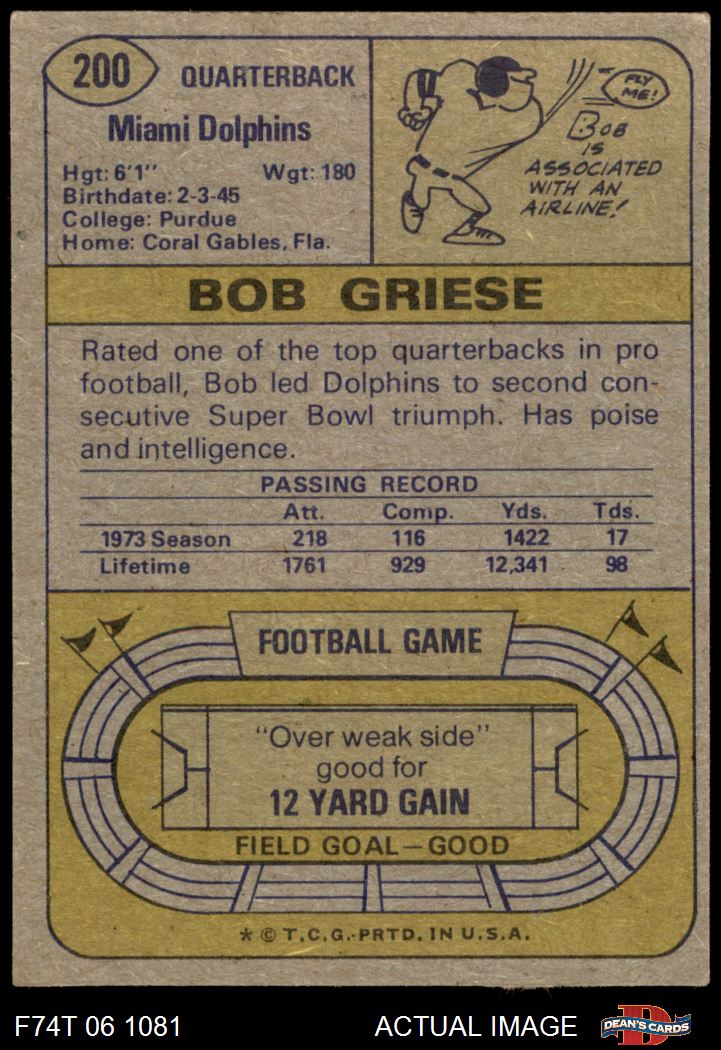 200
QUARTERBACK
Miami Dolphins
Hgt: 6'1" Wgt: 180
Birthdate: 2-3-45
College: Purdue
Home: Coral Gables, Fla.
FLY
ME!
BOB
IS
ASSOCIATED
WITH AN
AIRLINE!
BOB GRIESE
Rated one of the top quarterbacks in pro
football, Bob led Dolphins to second con-
secutive Super Bowl triumph. Has poise
and intelligence.
PASSING RECORD
Att. Comp. Yds. Tds.
1973 Season 218 116 1422 17
Lifetime 1761 929 12,341 98
FOOTBALL GAME
"Over weak side"
good for
12 YARD GAIN
FIELD GOAL—GOOD
* © T.C.G.-PRTD. IN U.S.A.
F74T 06 1081 ACTUAL IMAGE D
DEAN'S CARDS